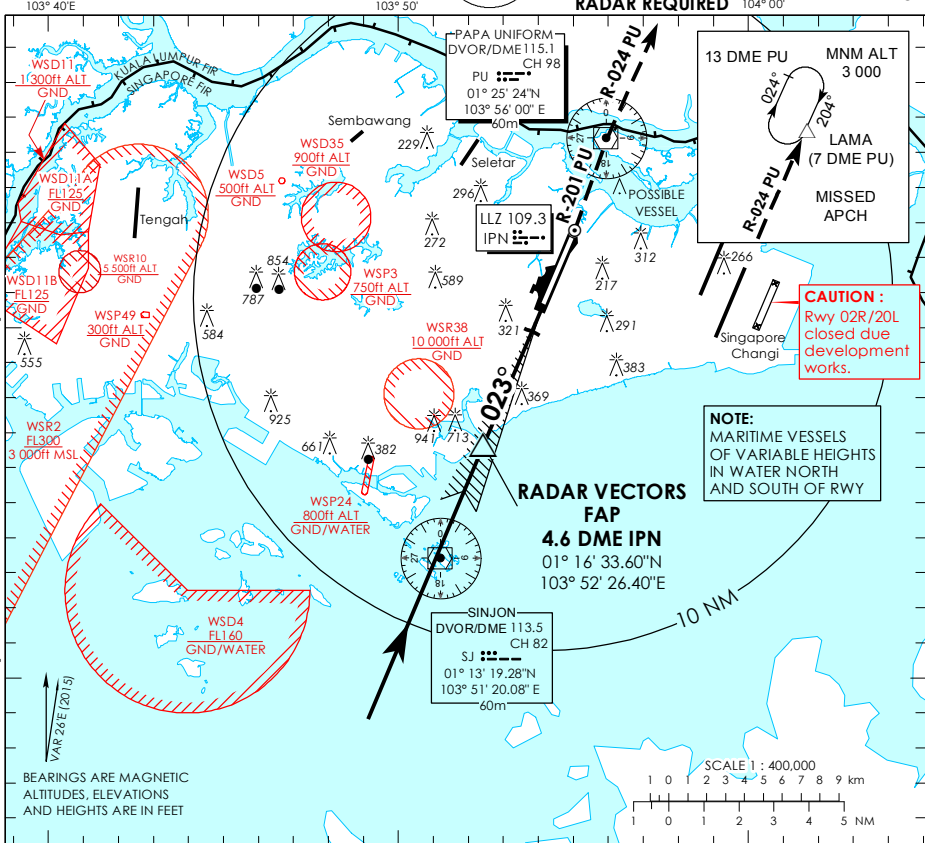 103° 40'E
103° 50'
RADAR REQUIRED
104° 00'
PAPA UNIFORM
DVOR/DME 115.1
CH 98
PU
01° 25' 24"N
103° 56' 00" E
60m
R-024 PU
13 DME PU
MNM ALT
3 000
024°
204°
LAMA
(7 DME PU)
R-024 PU
MISSED
APCH
WSD11
1 300ft ALT
GND
KUALA LUMPUR FIR
SINGAPORE FIR
Sembawang
229
Seletar
0
9
18
27
WSD35
900ft ALT
GND
WSD5
500ft ALT
GND
296
R-201 PU
POSSIBLE
VESSEL
WSD11A
FL125
GND
Tengah
LLZ 109.3
IPN
272
312
WSR10
5 500ft ALT
GND
854
787
WSP3
750ft ALT
GND
589
217
266
WSD11B
FL125
GND
WSP49
300ft ALT
GND
584
555
WSR38
10 000ft ALT
GND
321
291
Singapore
Changi
CAUTION :
Rwy 02R/20L
closed due
development
works.
383
369
023°
925
941
713
661
382
WSR2
FL300
3 000ft MSL
NOTE:
MARITIME VESSELS
OF VARIABLE HEIGHTS
IN WATER NORTH
AND SOUTH OF RWY
WSP24
800ft ALT
GND/WATER
RADAR VECTORS
FAP
4.6 DME IPN
01° 16' 33.60"N
103° 52' 26.40"E
0
9
18
27
10 NM
WSD4
FL160
GND/WATER
SINJON
DVOR/DME 113.5
CH 82
SJ
01° 13' 19.28"N
103° 51' 20.08" E
60m
VAR 26'E (2015)
BEARINGS ARE MAGNETIC
ALTITUDES, ELEVATIONS
AND HEIGHTS ARE IN FEET
SCALE 1 : 400,000
1 0 1 2 3 4 5 6 7 8 9 km
1 0 1 2 3 4 5 NM